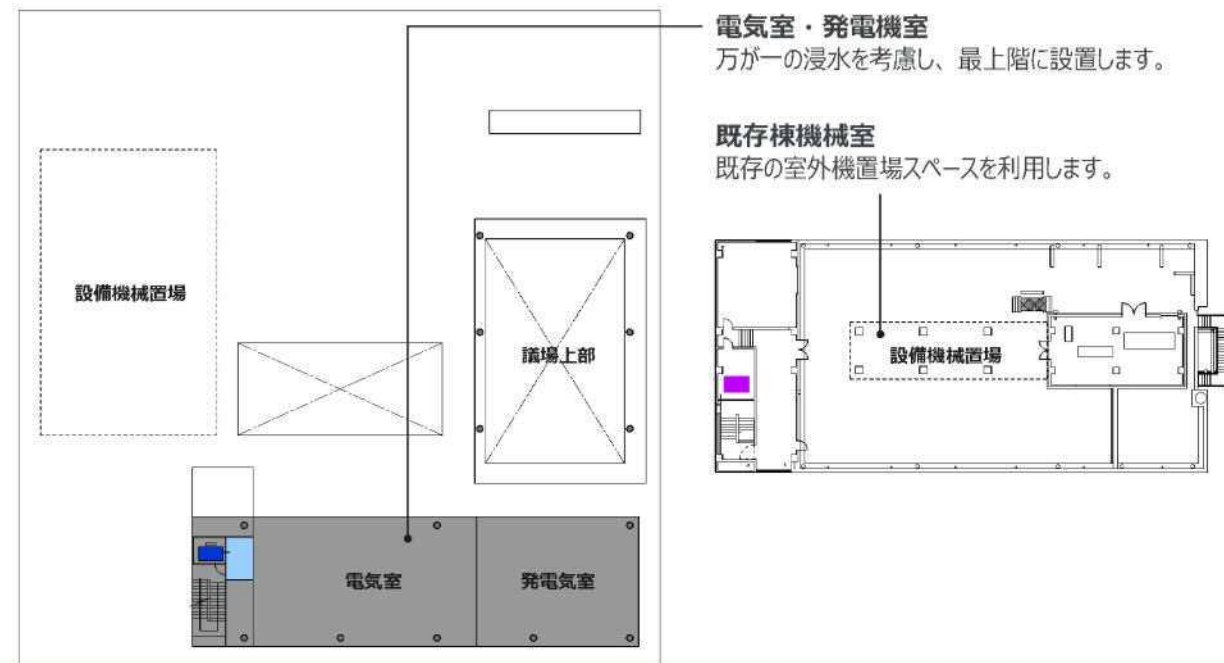 電気室・発電機室
万が一の浸水を考慮し、最上階に設置します。
既存棟機械室
既存の室外機置場スペースを利用します。
設備機械置場
議場上部
設備機械置場
電気室
発電気室